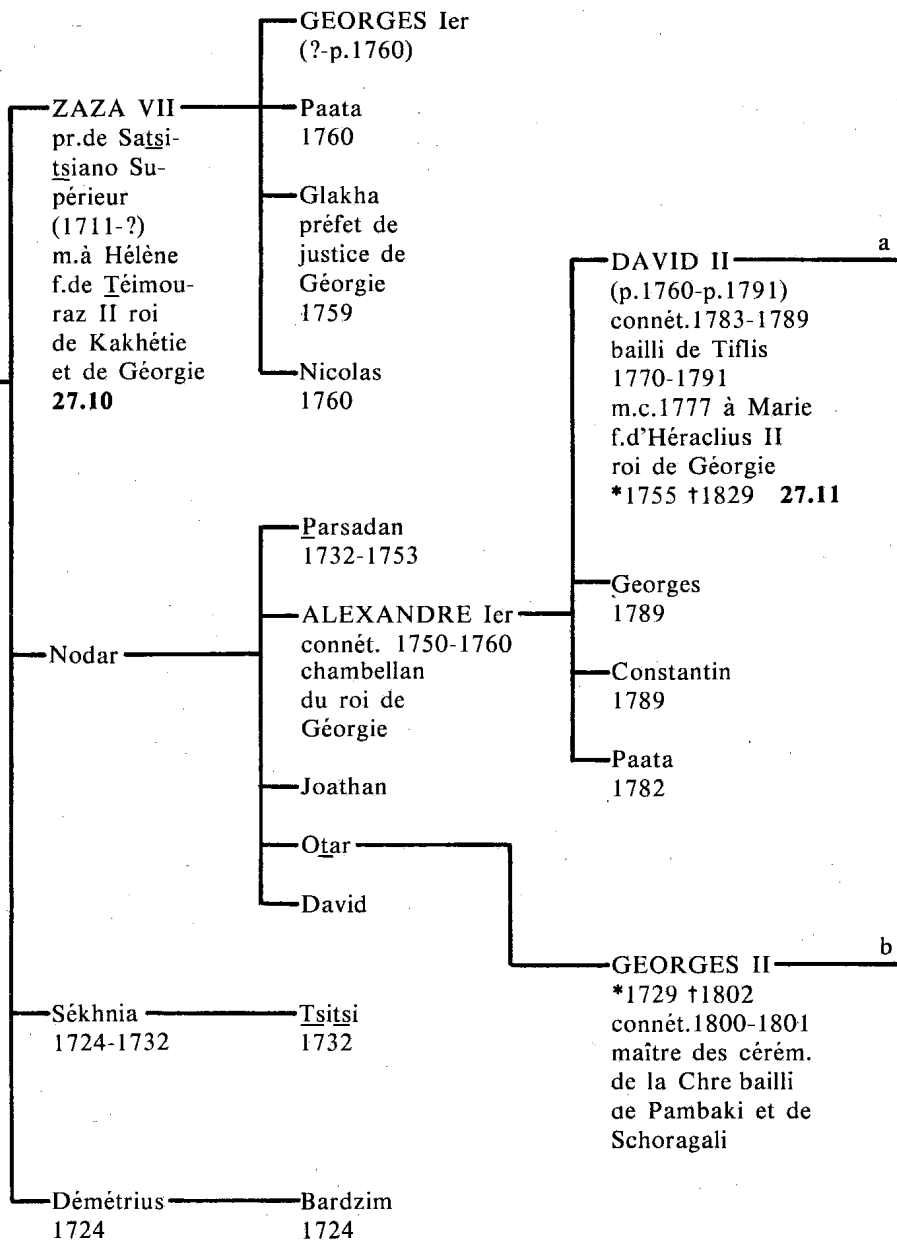 GEORGES Ier
(?-p.1760)
ZAZA VII
pr.de Satsi-
tsiano Su-
périeur
(1711-?)
m.à Hélène
f.de Téimou-
raz II roi
de Kakhétie
et de Géorgie
27.10
Paata
1760
Glakha
préfet de
justice de
Géorgie
1759
Nicolas
1760
a
DAVID II
(p.1760-p.1791)
connét.1783-1789
bailli de Tiflis
1770-1791
m.c.1777 à Marie
f.d'Héraclius II
roi de Géorgie
*1755 †1829 27.11
Parsadan
1732-1753
Nodar
ALEXANDRE Ier
connét. 1750-1760
chambellan
du roi de
Géorgie
Georges
1789
Constantin
1789
Paata
1782
Joathan
Otar
David
b
GEORGES II
*1729 †1802
connét.1800-1801
maître des cérém.
de la Chre bailli
de Pambaki et de
Schoragali
Sékhnia
1724-1732
Tsitsi
1732
Démétrius
1724
Bardzim
1724